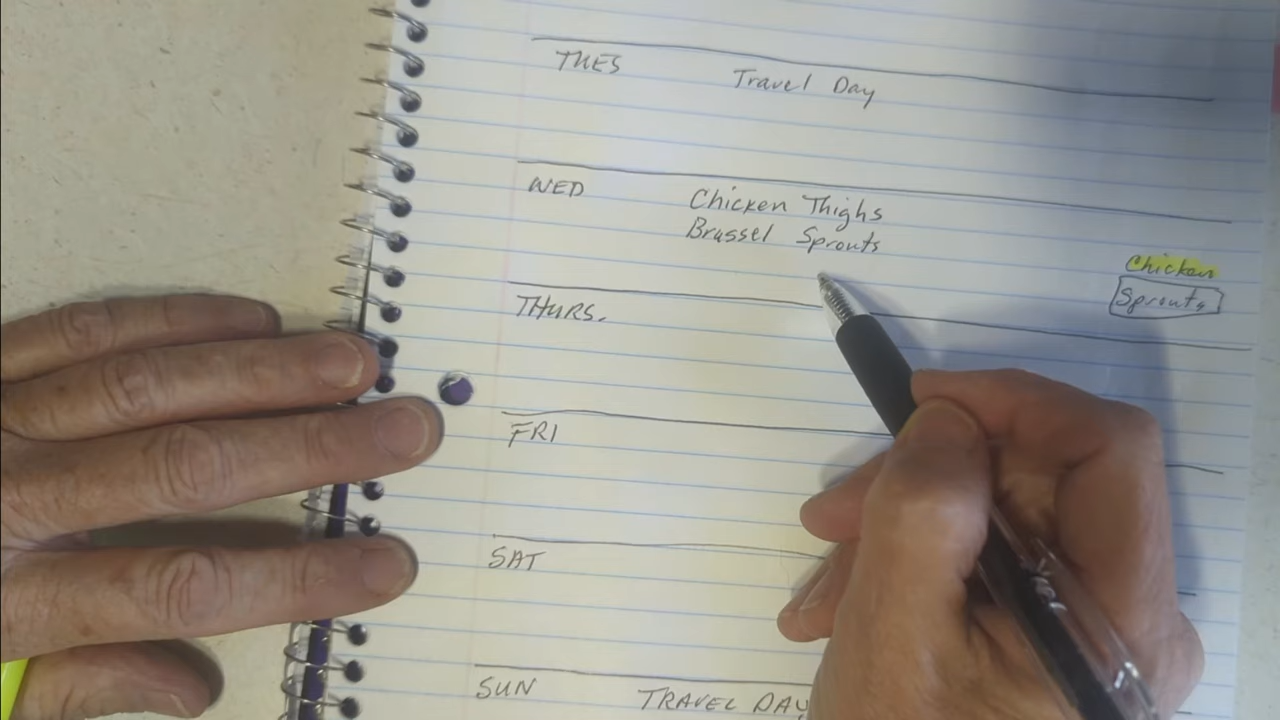 TUES Travel Day
WED Chicken Thighs
Brussel Sprouts
Chicken
Sprouts
THURS.
FRI
SAT
SUN TRAVEL DAY